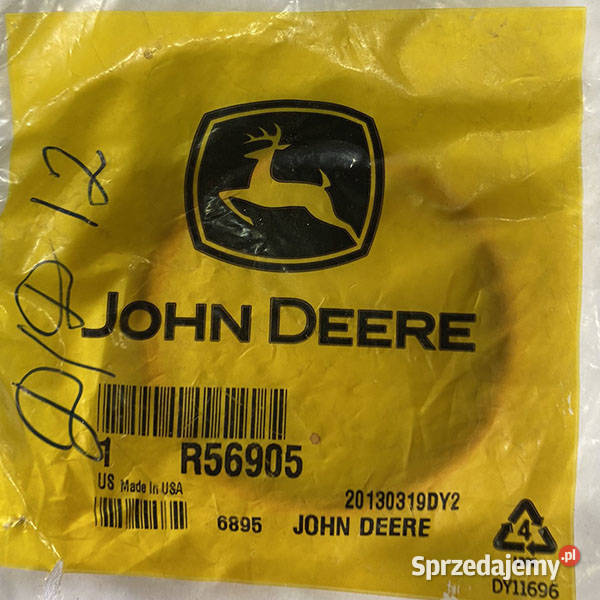 JOHN DEERE
1 R56905
US Made In USA
20130319DY2
6895 JOHN DEERE
4
DY11696
Sprzedajemy.pl